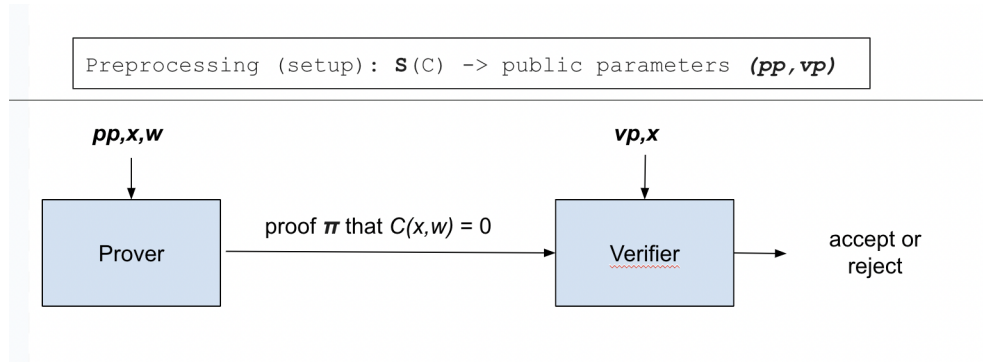 Preprocessing (setup): S(C) -> public parameters (pp,vp)
pp,x,w
vp,x
proof π that C(x,w) = 0
Prover
Verifier
accept or
reject